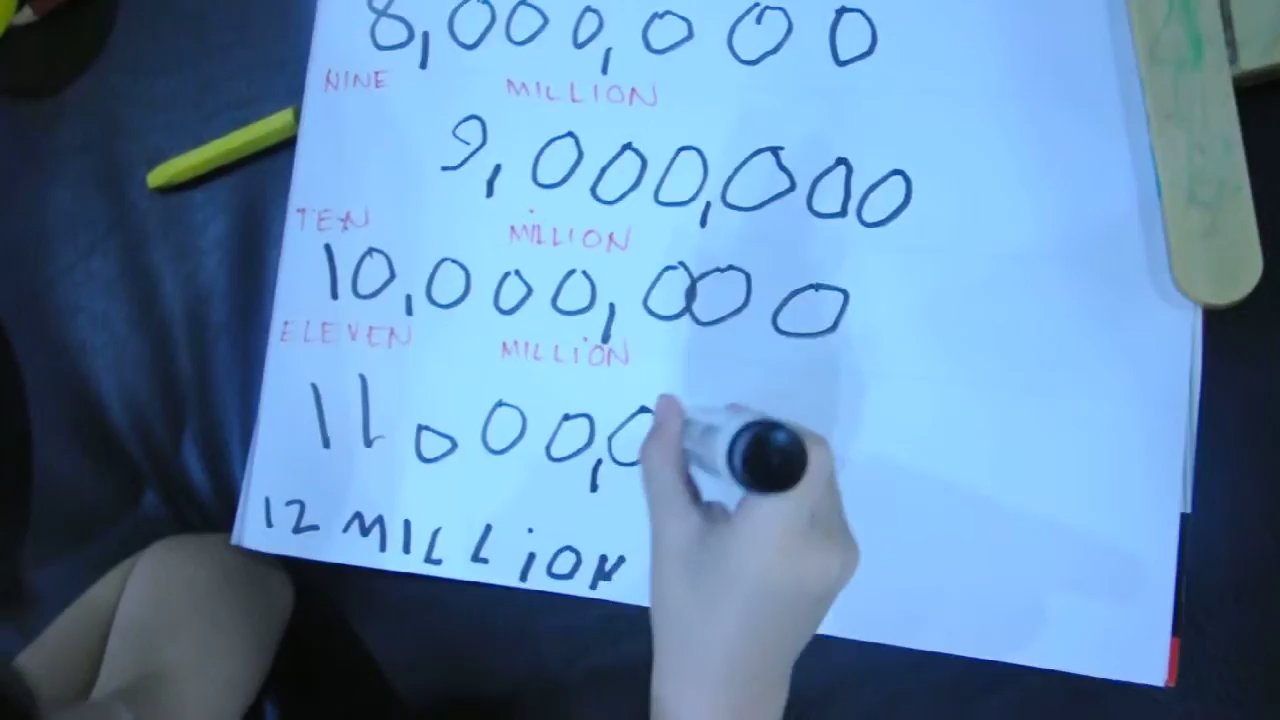 8,000,000
NINE MILLION
9,000,000
TEN MILLION
10,000,000
ELEVEN MILLION
11 000,0
12 MILLION